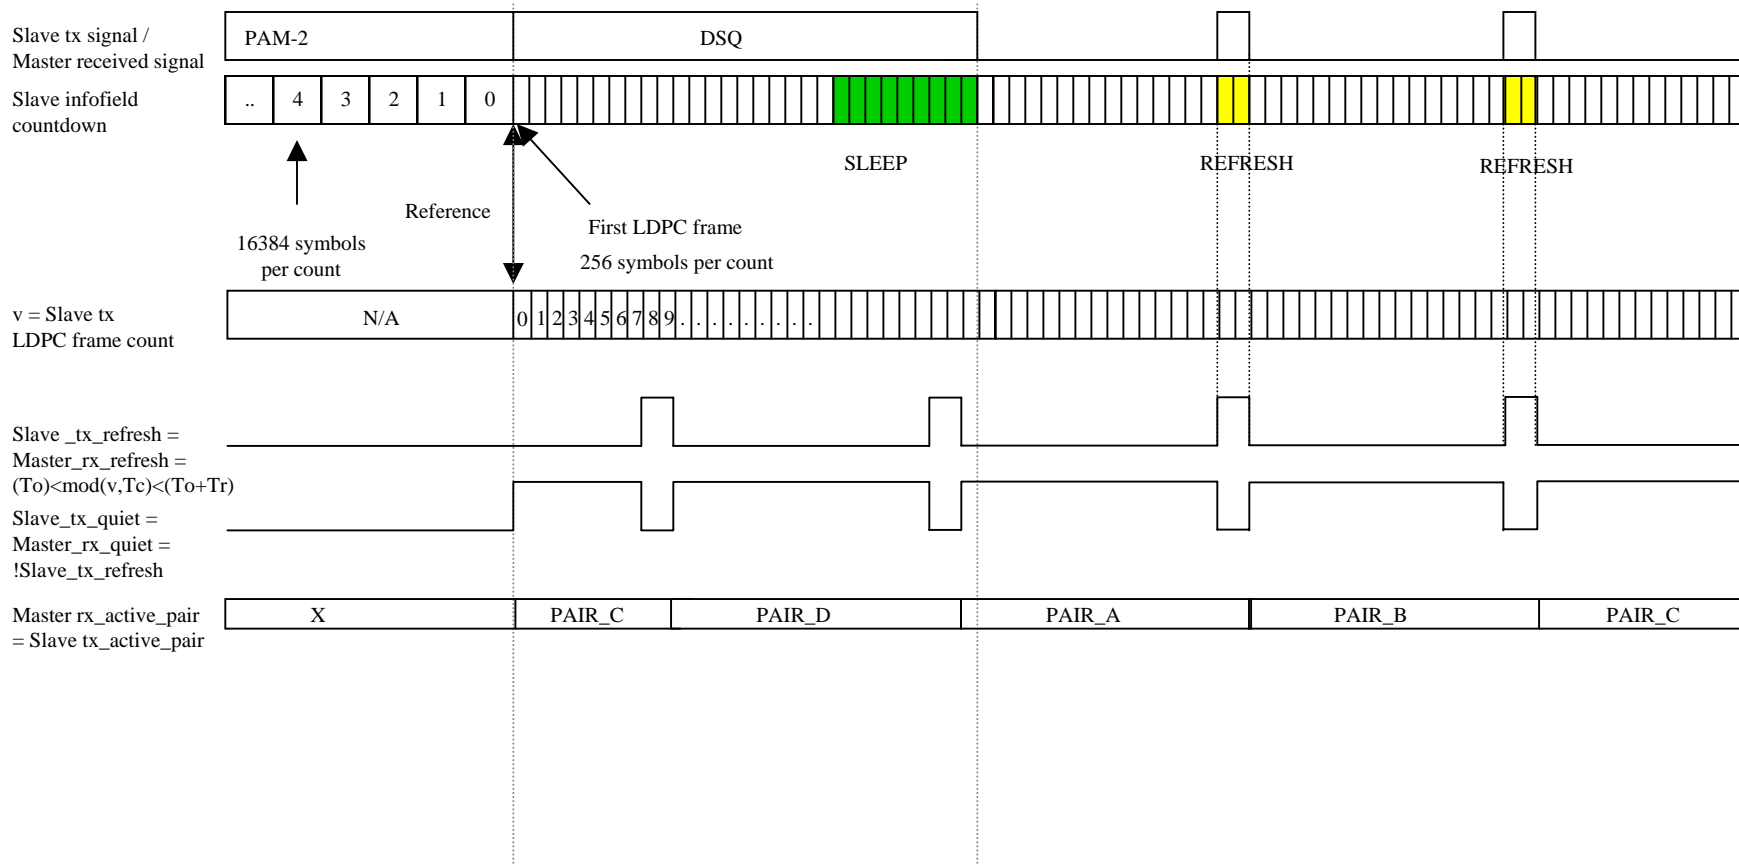 Slave tx signal /
Master received signal
PAM-2
DSQ
Slave infofield
countdown
.. 4 3 2 1 0
SLEEP
REFRESH
REFRESH
Reference
First LDPC frame
256 symbols per count
16384 symbols
per count
v = Slave tx
LDPC frame count
N/A
0 1 2 3 4 5 6 7 8 9 . . . . . . . . .
Slave _tx_refresh =
Master_rx_refresh =
(To)<mod(v,Tc)<(To+Tr)
Slave_tx_quiet =
Master_rx_quiet =
!Slave_tx_refresh
Master rx_active_pair
= Slave tx_active_pair
X
PAIR_C
PAIR_D
PAIR_A
PAIR_B
PAIR_C